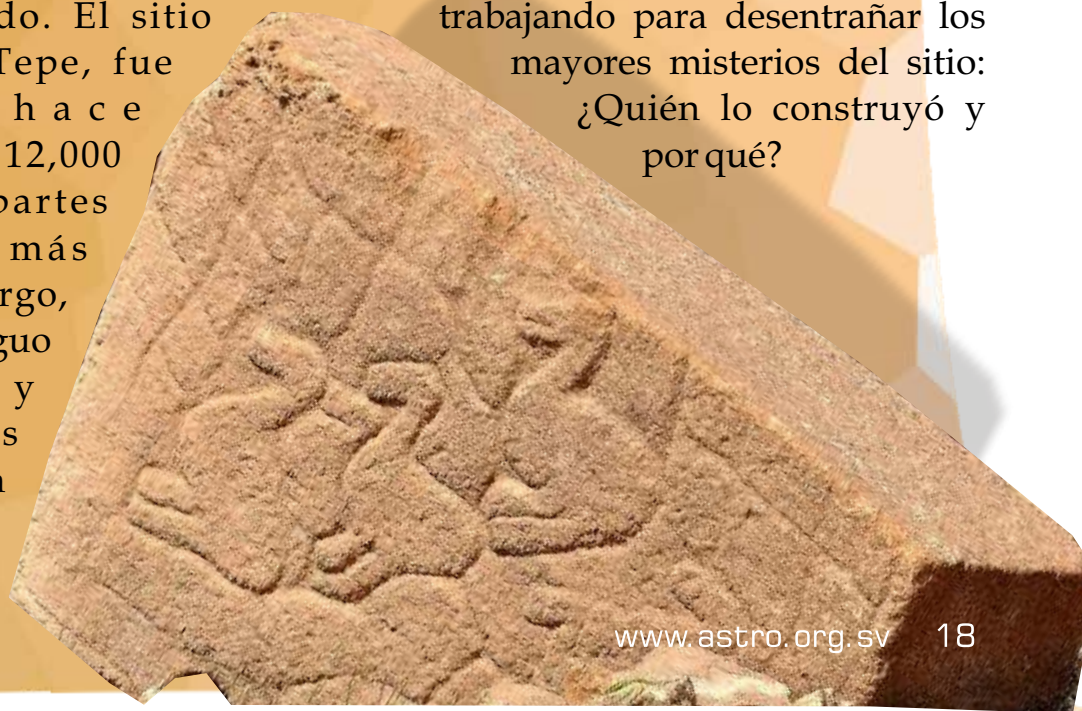 do. El sitio
Tepe, fue
hace
12,000
partes
más
rgo,
guo
y
s
trabajando para desentrañar los
mayores misterios del sitio:
¿Quién lo construyó y
por qué?
www.astro.org.sv 18